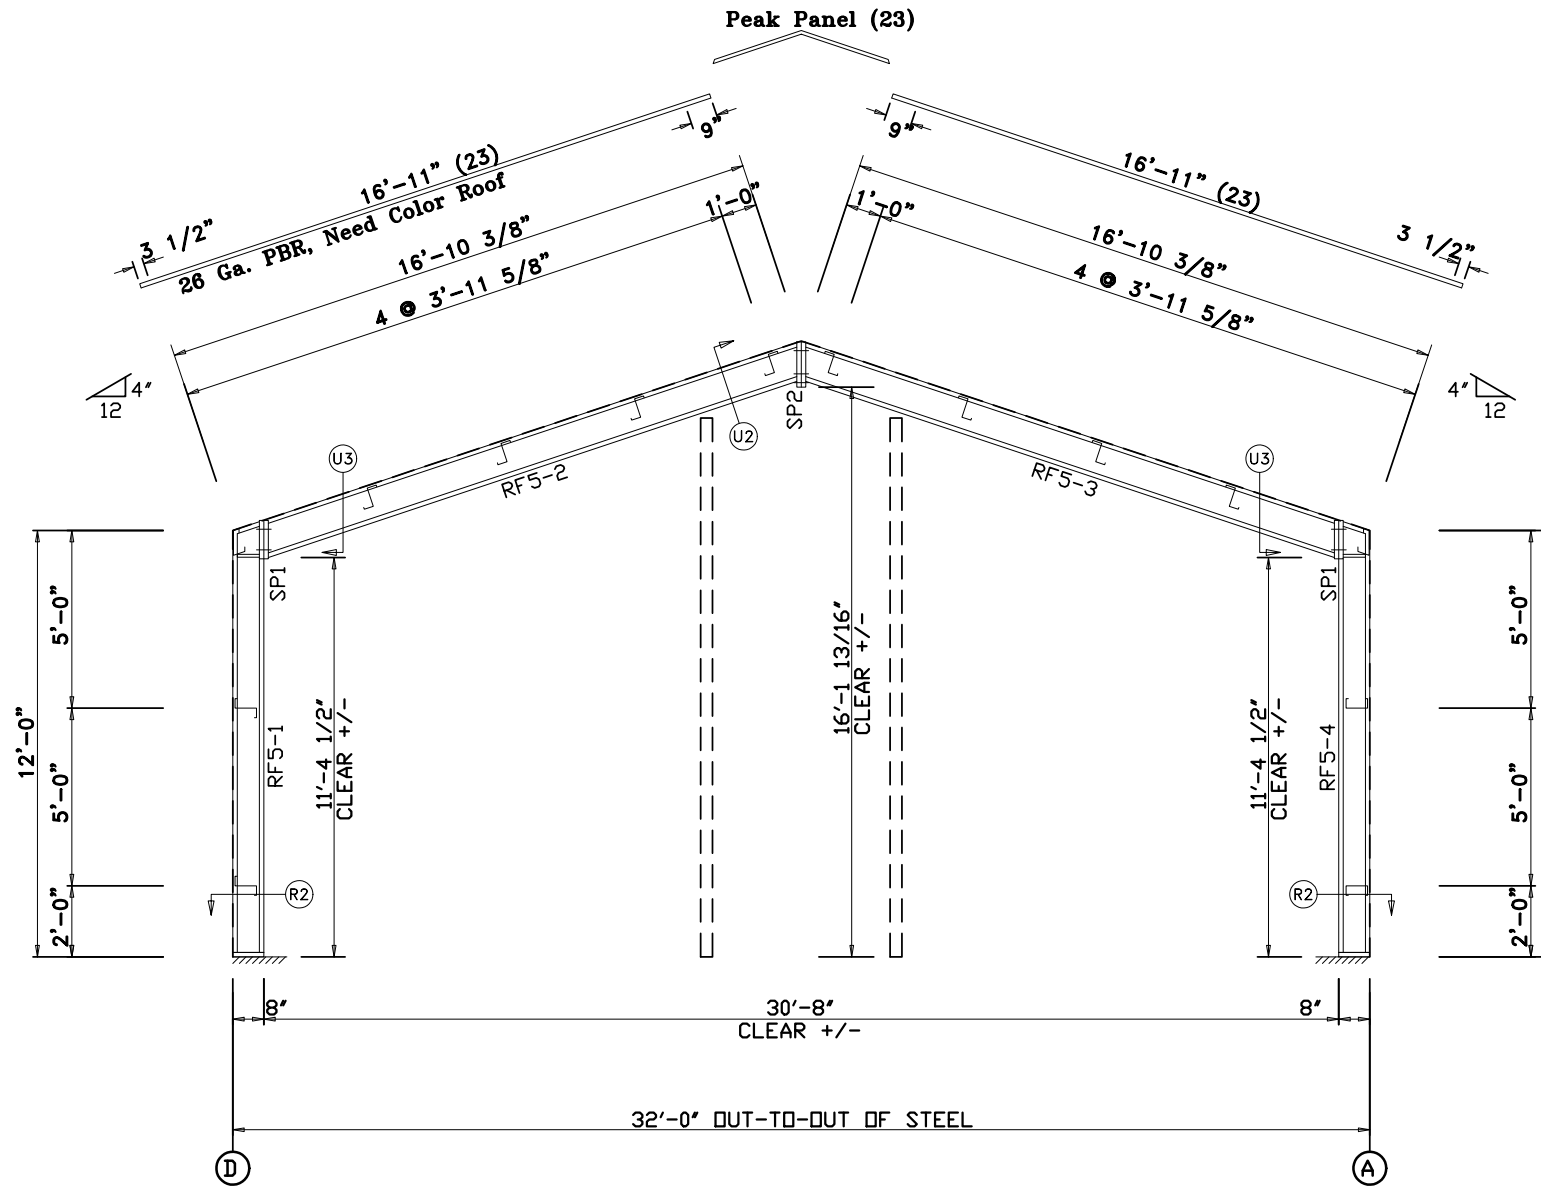 Peak Panel (23)
9”
9”
16’-11” (23)
16’-11” (23)
26 Ga. PBR, Need Color Roof
3 1/2”
3 1/2”
1’-0”
1’-0”
16’-10 3/8”
16’-10 3/8”
4 @ 3’-11 5/8”
4 @ 3’-11 5/8”
4"
12
4"
12
U2
SP2
U3
U3
RF5-2
RF5-3
SP1
SP1
5’-0”
5’-0”
12’-0”
5’-0”
5’-0”
2’-0”
2’-0”
RF5-1
RF5-4
11'-4 1/2"
CLEAR +/-
16'-1 13/16"
CLEAR +/-
11'-4 1/2"
CLEAR +/-
R2
R2
8"
30'-8"
CLEAR +/-
8"
32'-0" OUT-TO-OUT OF STEEL
D
A